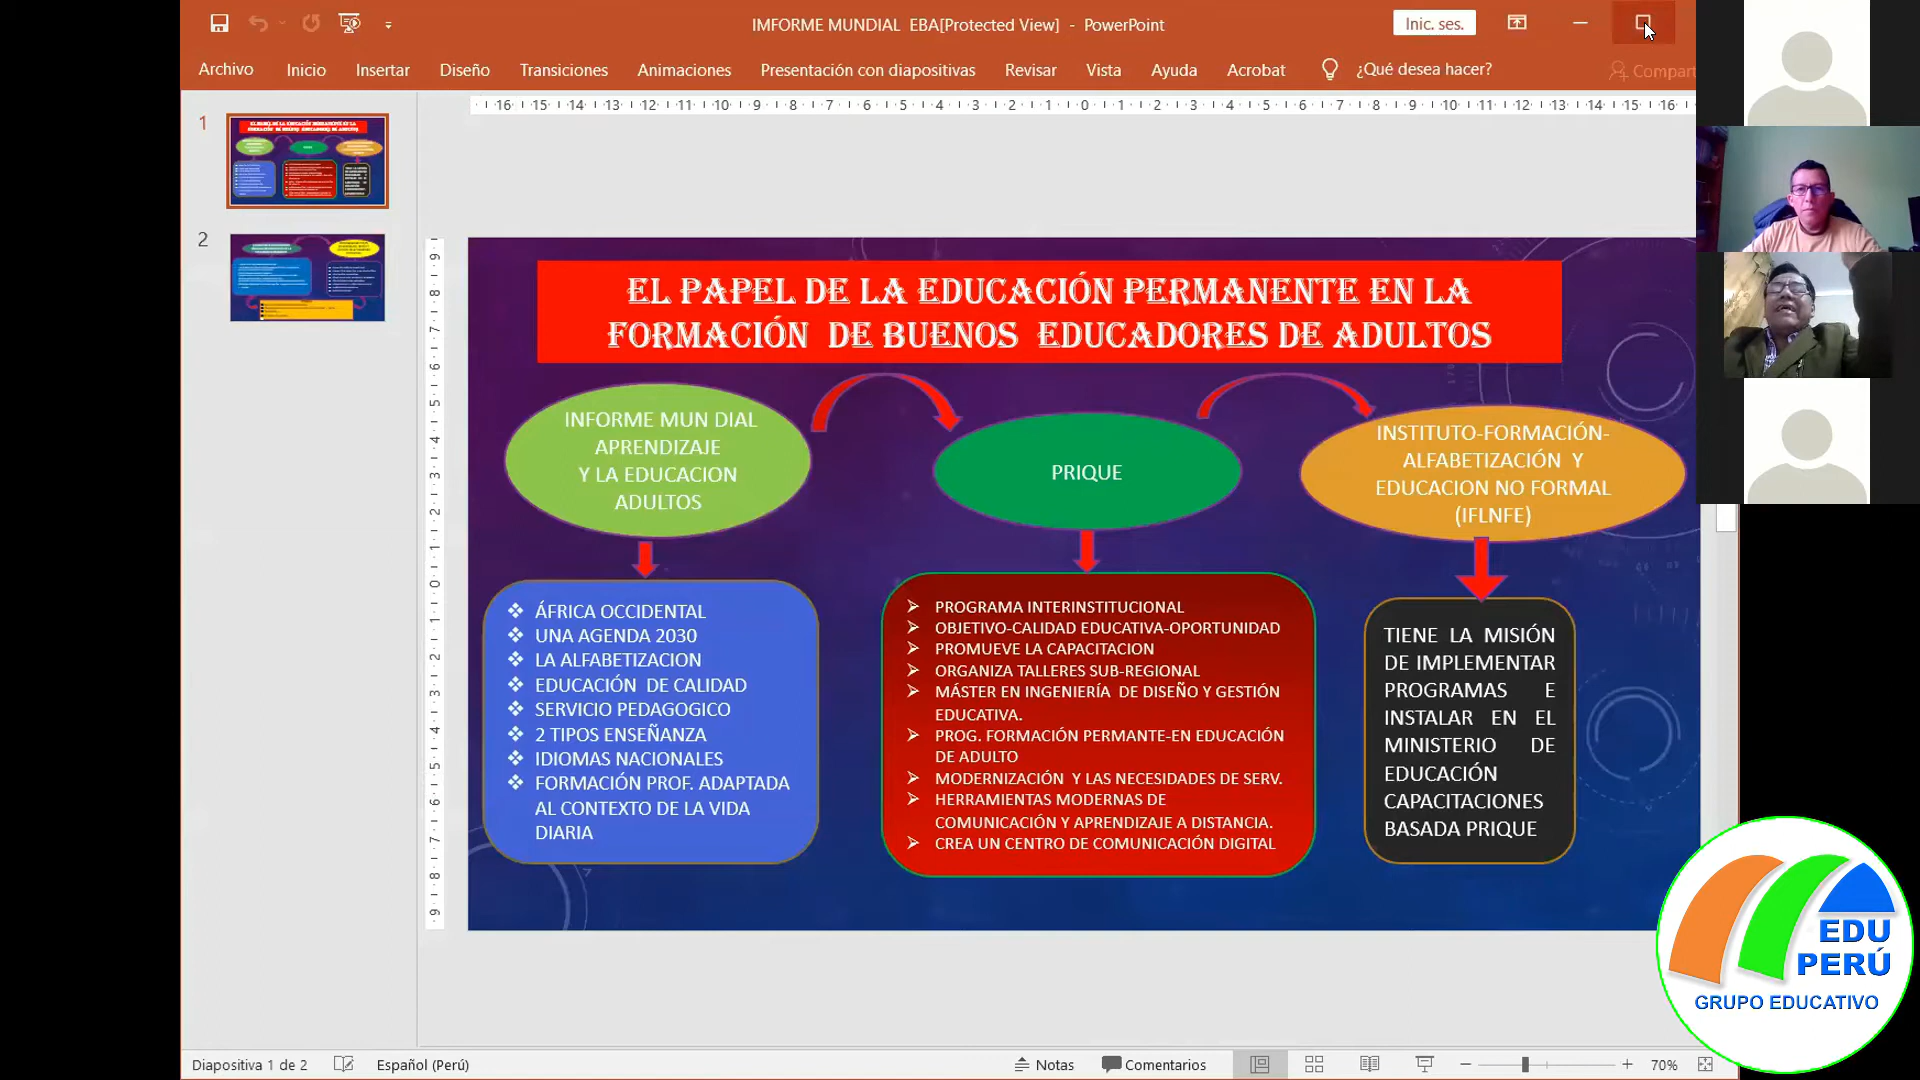 IMFORME MUNDIAL  EBA[Protected View]  -  PowerPoint
Inic. ses.
Archivo
Inicio
Insertar
Diseño
Transiciones
Animaciones
Presentación con diapositivas
Revisar
Vista
Ayuda
Acrobat
¿Qué desea hacer?
Compart
1
2
EL PAPEL DE LA EDUCACIÓN PERMANENTE EN LA
FORMACIÓN DE BUENOS EDUCADORES DE ADULTOS
INFORME MUN DIAL
APRENDIZAJE
Y LA EDUCACION
ADULTOS
PRIQUE
INSTITUTO-FORMACIÓN-
ALFABETIZACIÓN Y
EDUCACION NO FORMAL
(IFLNFE)
❖ ÁFRICA OCCIDENTAL
❖ UNA AGENDA 2030
❖ LA ALFABETIZACION
❖ EDUCACIÓN DE CALIDAD
❖ SERVICIO PEDAGOGICO
❖ 2 TIPOS ENSEÑANZA
❖ IDIOMAS NACIONALES
❖ FORMACIÓN PROF. ADAPTADA
AL CONTEXTO DE LA VIDA
DIARIA
➢ PROGRAMA INTERINSTITUCIONAL
➢ OBJETIVO-CALIDAD EDUCATIVA-OPORTUNIDAD
➢ PROMUEVE LA CAPACITACION
➢ ORGANIZA TALLERES SUB-REGIONAL
➢ MÁSTER EN INGENIERÍA DE DISEÑO Y GESTIÓN
EDUCATIVA.
➢ PROG. FORMACIÓN PERMANTE-EN EDUCACIÓN
DE ADULTO
➢ MODERNIZACIÓN Y LAS NECESIDADES DE SERV.
➢ HERRAMIENTAS MODERNAS DE
COMUNICACIÓN Y APRENDIZAJE A DISTANCIA.
➢ CREA UN CENTRO DE COMUNICACIÓN DIGITAL
TIENE LA MISIÓN
DE IMPLEMENTAR
PROGRAMAS E
INSTALAR EN EL
MINISTERIO DE
EDUCACIÓN
CAPACITACIONES
BASADA PRIQUE
EDU
PERÚ
GRUPO EDUCATIVO
Diapositiva 1 de 2
Español (Perú)
Notas
Comentarios
70%